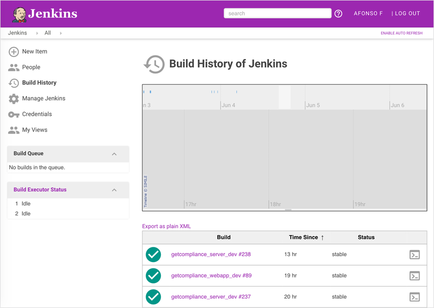 Jenkins
search
AFONSO F
| LOG OUT
Jenkins › All ›
ENABLE AUTO REFRESH
New Item
People
Build History
Manage Jenkins
Credentials
My Views
Build Queue
No builds in the queue.
Build Executor Status
1 Idle
2 Idle
Build History of Jenkins
n 3
Jun 4
Jun 5
Jun 6
Timeline © SIMILE
17hr
18hr
19hr
Export as plain XML
Build Time Since ↑ Status
getcompliance_server_dev #238 13 hr stable
getcompliance_webapp_dev #89 19 hr stable
getcompliance_server_dev #237 20 hr stable